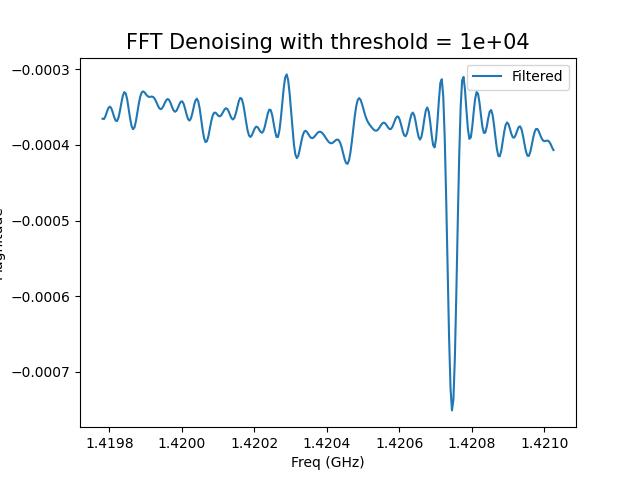 FFT Denoising with threshold = 1e+04
Filtered
−0.0003
−0.0004
−0.0005
−0.0006
−0.0007
1.4198 1.4200 1.4202 1.4204 1.4206 1.4208 1.4210
Freq (GHz)